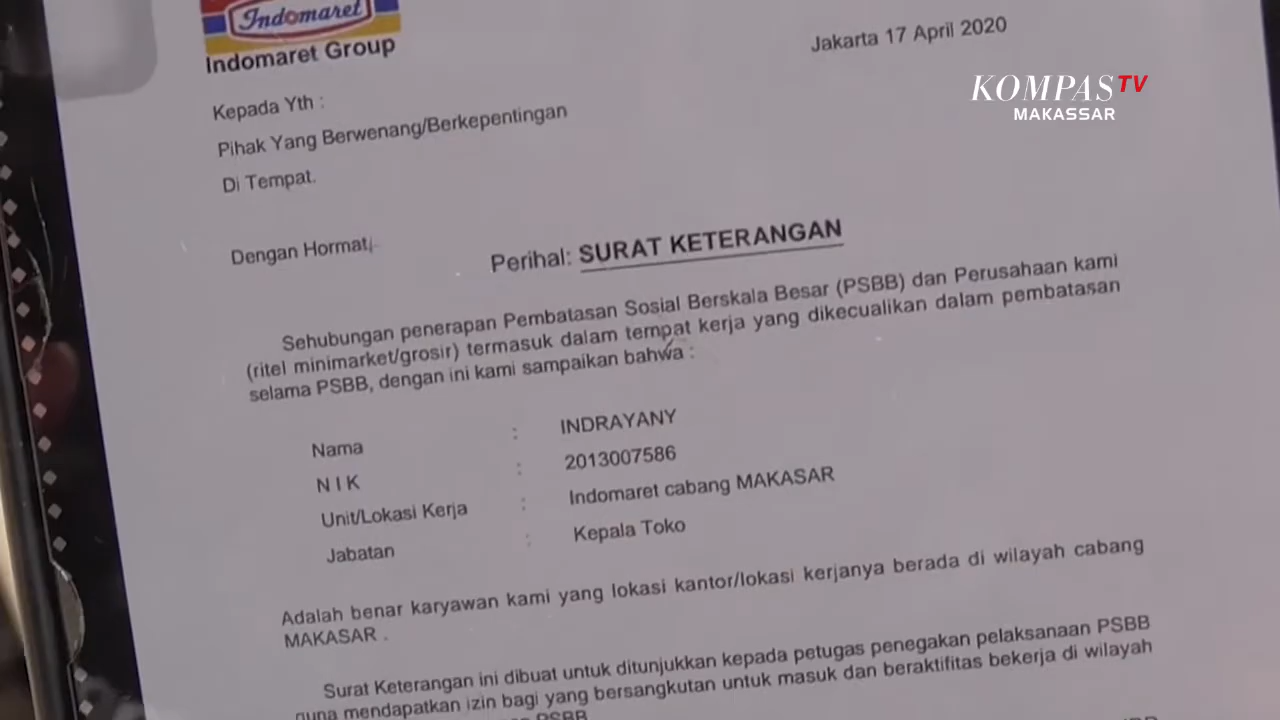 Indomaret
Indomaret Group
Jakarta 17 April 2020
KOMPAS TV
MAKASSAR
Kepada Yth :
Pihak Yang Berwenang/Berkepentingan
Di Tempat.
Dengan Hormat,
Perihal: SURAT KETERANGAN
Sehubungan penerapan Pembatasan Sosial Berskala Besar (PSBB) dan Perusahaan kami
(ritel minimarket/grosir) termasuk dalam tempat kerja yang dikecualikan dalam pembatasan
selama PSBB, dengan ini kami sampaikan bahwa :
Nama : INDRAYANY
N I K : 2013007586
Unit/Lokasi Kerja : Indomaret cabang MAKASAR
Jabatan : Kepala Toko
Adalah benar karyawan kami yang lokasi kantor/lokasi kerjanya berada di wilayah cabang
MAKASAR .
Surat Keterangan ini dibuat untuk ditunjukkan kepada petugas penegakan pelaksanaan PSBB
guna mendapatkan izin bagi yang bersangkutan untuk masuk dan beraktifitas bekerja di wilayah
PSBB